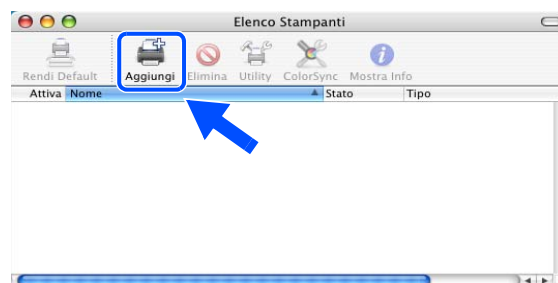 Elenco Stampanti
Rendi Default Aggiungi Elimina Utility ColorSync Mostra Info
Attiva Nome Stato Tipo